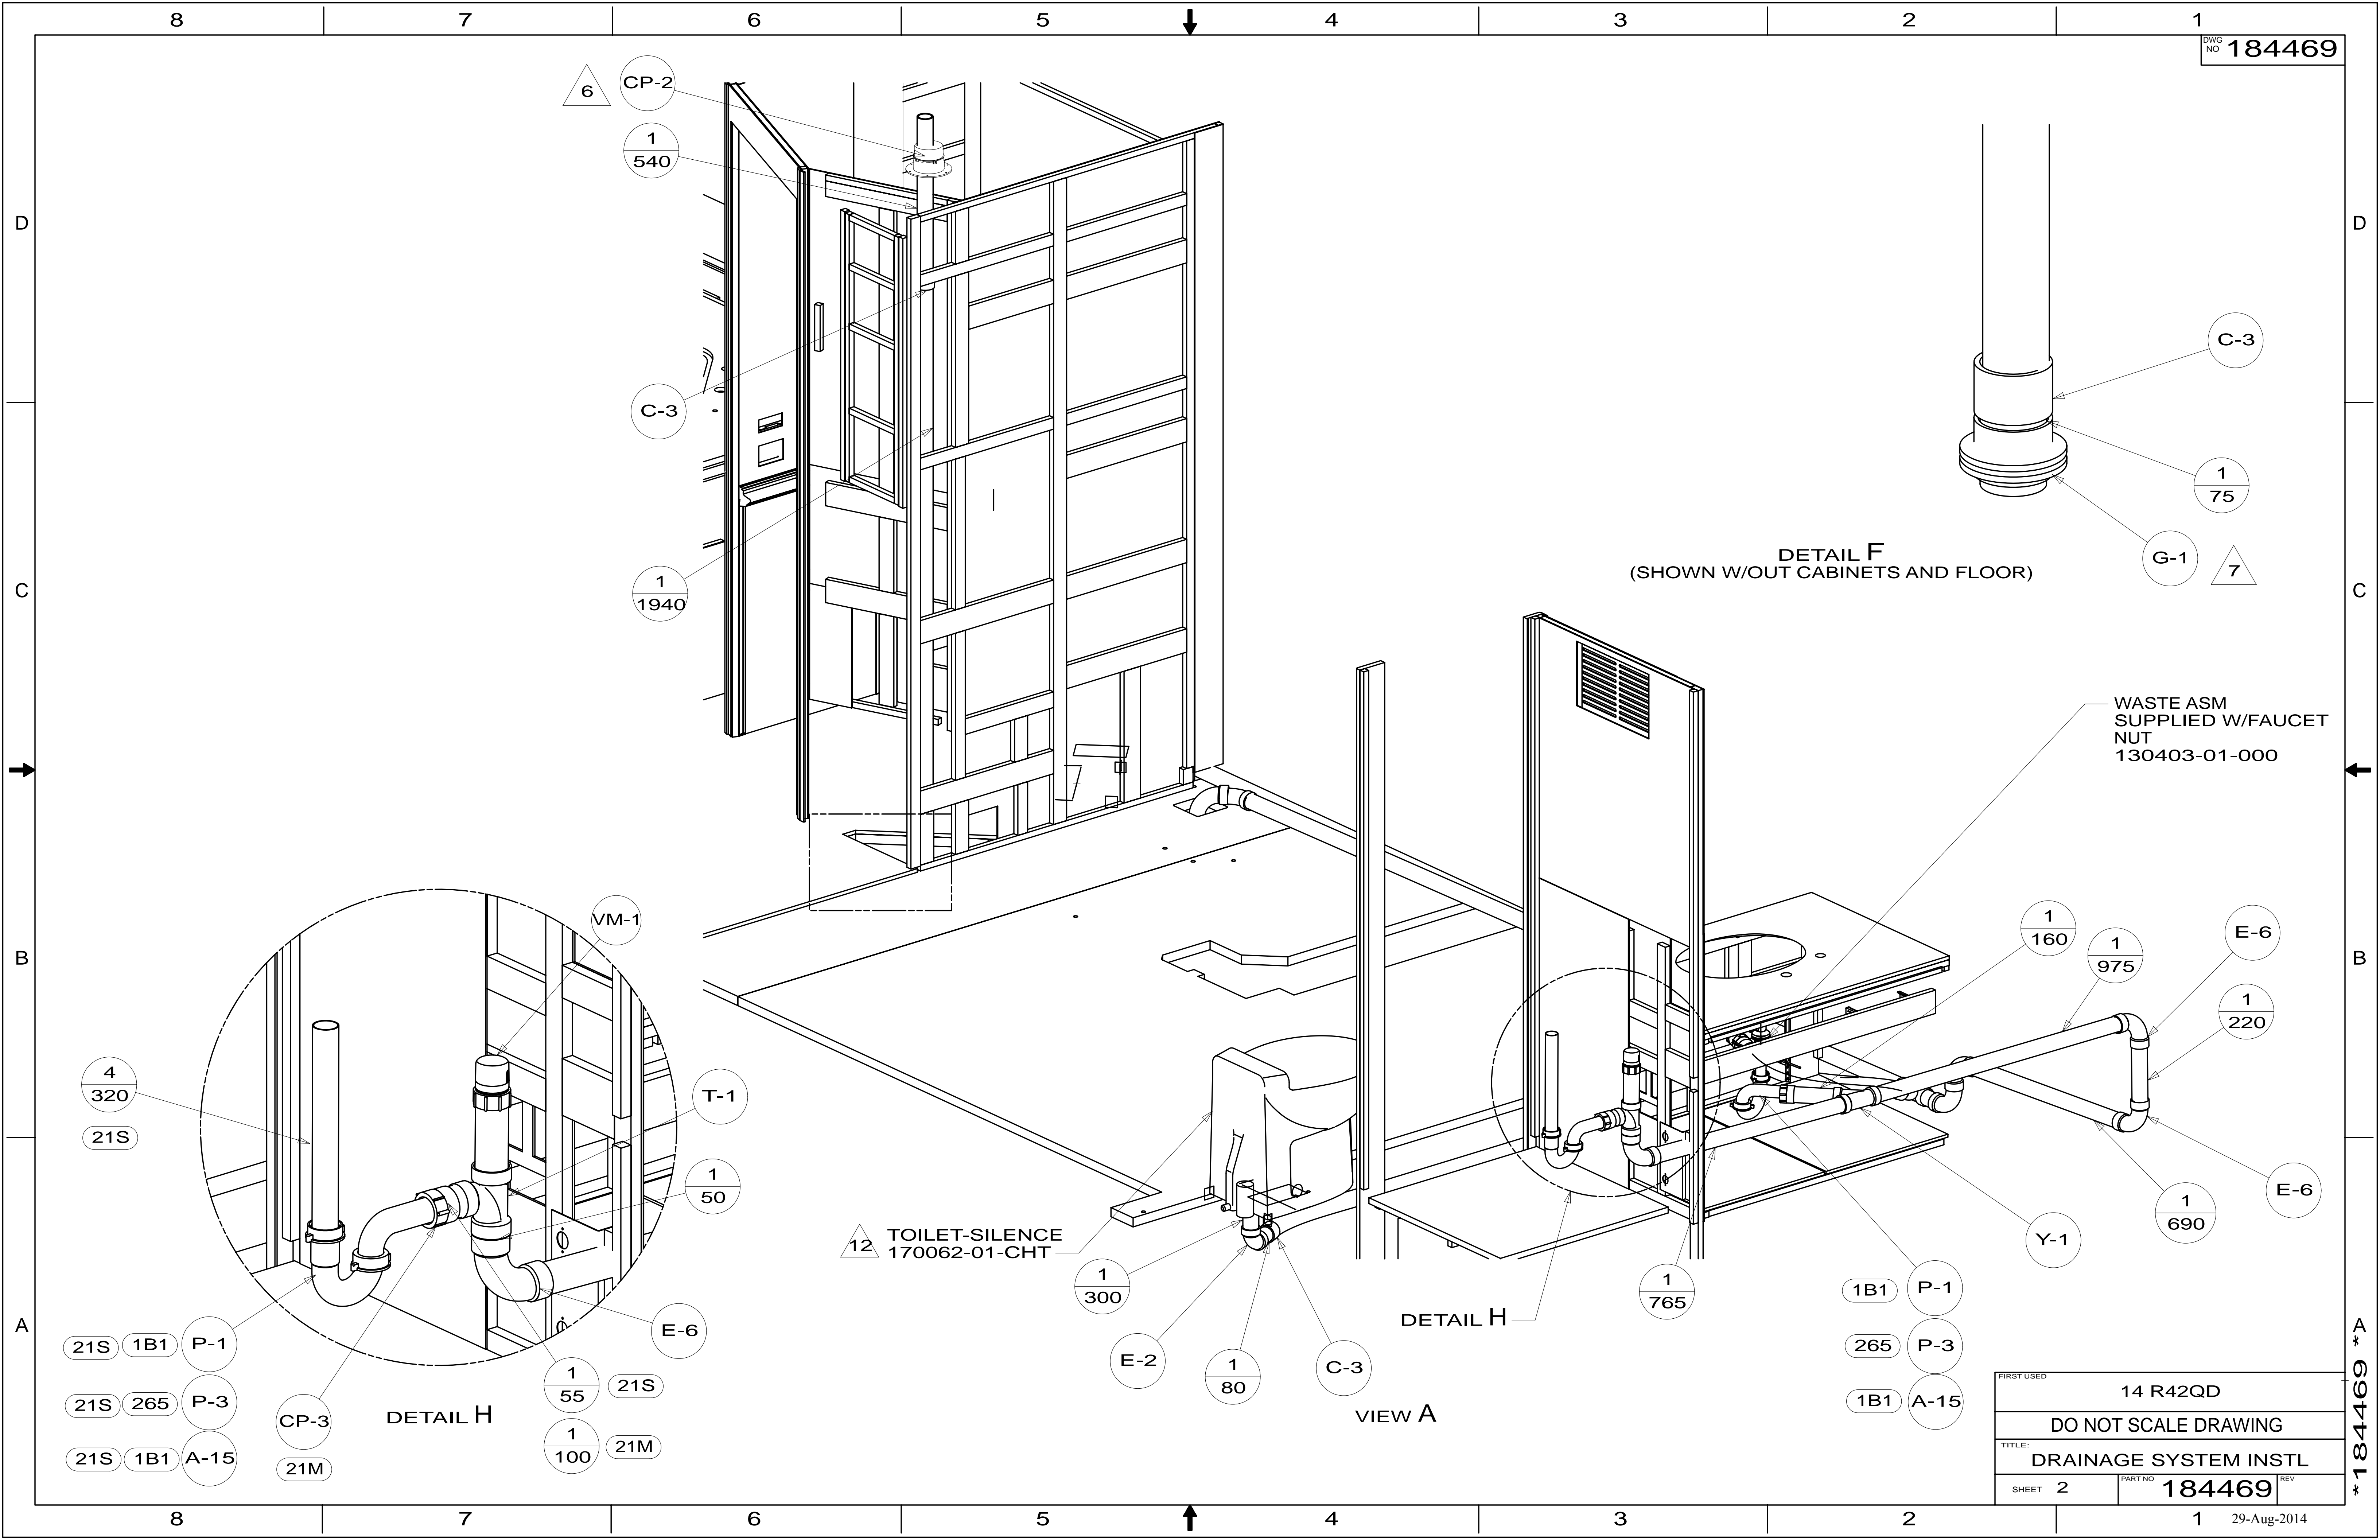 8 7 6 5 4 3 2 1
DWG NO 184469
6 CP-2
1
540
D D
C-3
C-3
1
75
G-1 7
DETAIL F
(SHOWN W/OUT CABINETS AND FLOOR)
1
1940
C C
WASTE ASM
SUPPLIED W/FAUCET
NUT
130403-01-000
VM-1
1
160
1
975
E-6
1
220
B B
4
320
21S
T-1
1
50
E-6
1
690
Y-1
12 TOILET-SILENCE
170062-01-CHT
1
300
1
765
1B1 P-1
265 P-3
1B1 A-15
DETAIL H
E-2
1
80
C-3
VIEW A
A A
21S 1B1 P-1
21S 265 P-3
21S 1B1 A-15
E-6
1
55
21S
1
100
21M
CP-3
21M
DETAIL H
FIRST USED
14 R42QD
DO NOT SCALE DRAWING
TITLE:
DRAINAGE SYSTEM INSTL
SHEET 2 PART NO 184469 REV
*184469*
8 7 6 5 4 3 2 1
29-Aug-2014